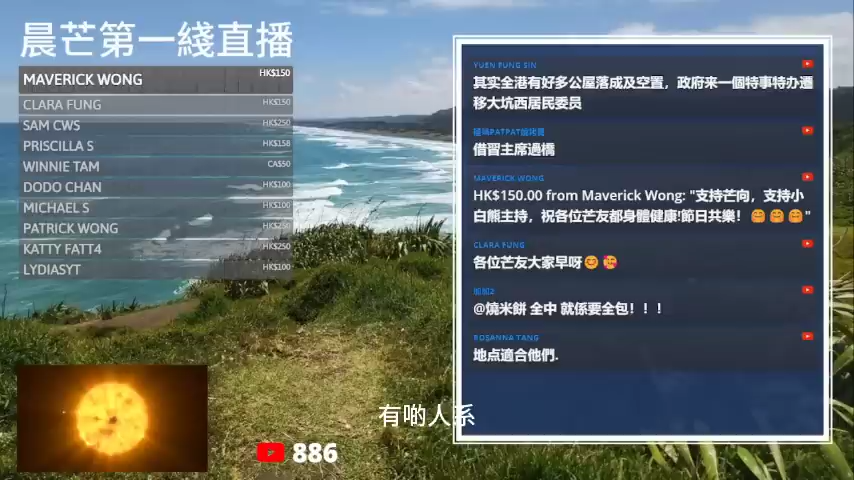 晨芒第一綫直播
MAVERICK WONG HK$150
CLARA FUNG HK$150
SAM CWS HK$250
PRISCILLA S HK$158
WINNIE TAM CA$50
DODO CHAN HK$100
MICHAEL S HK$100
PATRICK WONG HK$250
KATTY FATT4 HK$250
LYDIASYT HK$100
YUEN FUNG SIN
其实全港有好多公屋落成及空置，政府来一個特事特办遷
移大坑西居民委员
借習主席過橋
MAVERICK WONG
HK$150.00 from Maverick Wong: "支持芒向，支持小
白熊主持，祝各位芒友都身體健康!節日共樂！ 🤗 🤗 🤗 "
CLARA FUNG
各位芒友大家早呀😊 🥰
@燒米餅 全中 就係要全包！！！
ROSANNA TANG
地点適合他們.
有啲人系
886